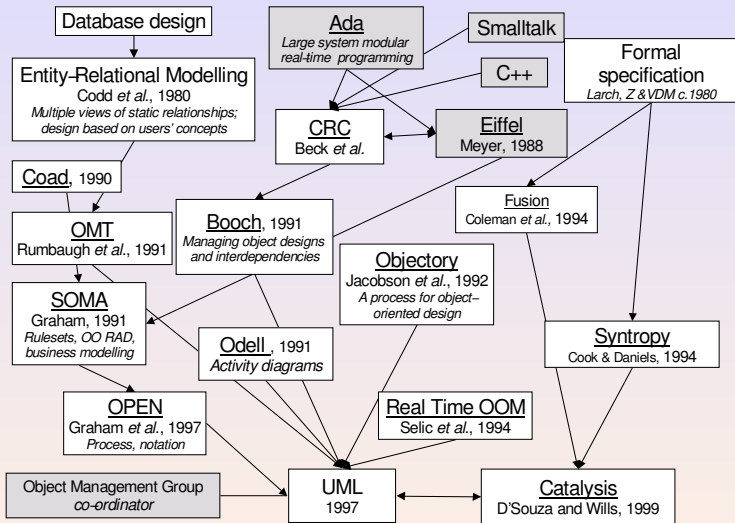 Database design
Ada
Large system modular
real-time programming
Smalltalk
C++
Formal
specification
Larch, Z &VDM c.1980
Entity–Relational Modelling
Codd et al., 1980
Multiple views of static relationships;
design based on users' concepts
CRC
Beck et al.
Eiffel
Meyer, 1988
Coad, 1990
OMT
Rumbaugh et al., 1991
Booch, 1991
Managing object designs
and interdependencies
Fusion
Coleman et al., 1994
Objectory
Jacobson et al., 1992
A process for object–
oriented design
SOMA
Graham, 1991
Rulesets, OO RAD,
business modelling
Odell , 1991
Activity diagrams
Syntropy
Cook & Daniels, 1994
OPEN
Graham et al., 1997
Process, notation
Real Time OOM
Selic et al., 1994
Object Management Group
co-ordinator
UML
1997
Catalysis
D'Souza and Wills, 1999